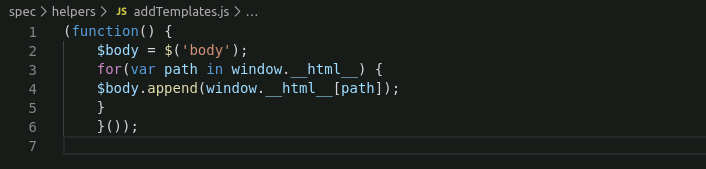 spec > helpers > JS addTemplates.js > ...
1 (function() {
2     $body = $('body');
3     for(var path in window.__html__) {
4     $body.append(window.__html__[path]);
5     }
6     }());
7